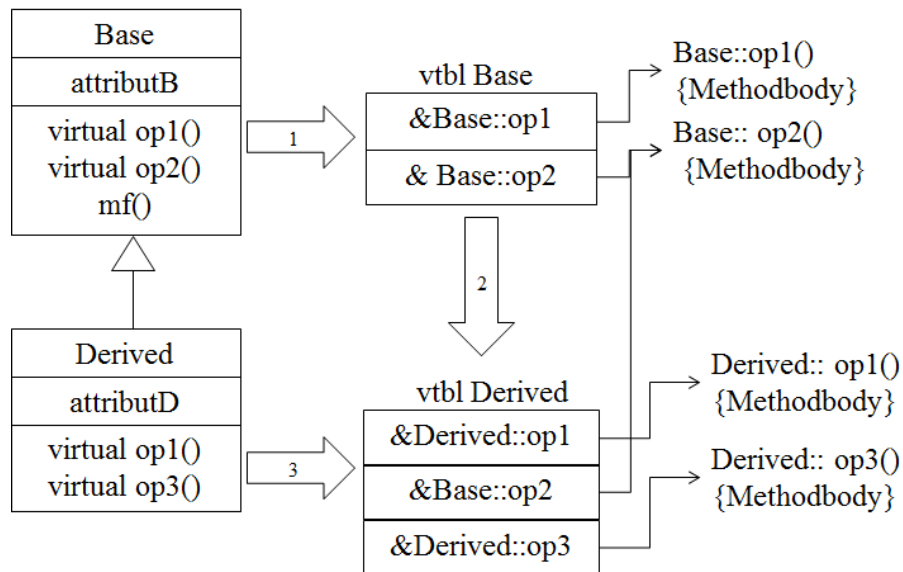 Base
attributB
virtual op1()
virtual op2()
mf()
1
vtbl Base
&Base::op1
& Base::op2
Base::op1()
{Methodbody}
Base:: op2()
{Methodbody}
2
Derived
attributD
virtual op1()
virtual op3()
3
vtbl Derived
&Derived::op1
&Base::op2
&Derived::op3
Derived:: op1()
{Methodbody}
Derived:: op3()
{Methodbody}